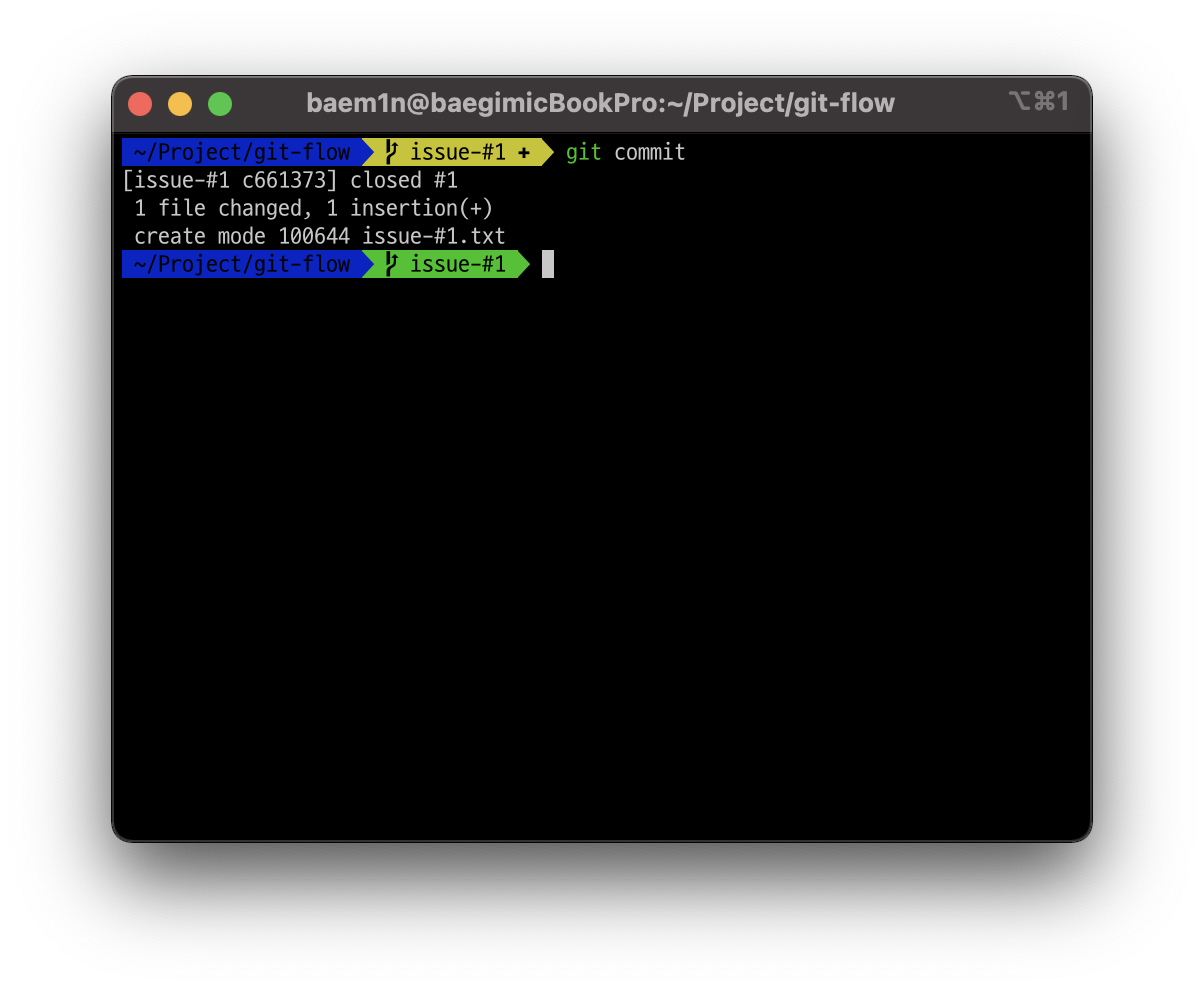 baem1n@baegimicBookPro:~/Project/git-flow ⌥⌘1
~/Project/git-flow issue-#1 + git commit
[issue-#1 c661373] closed #1
1 file changed, 1 insertion(+)
create mode 100644 issue-#1.txt
~/Project/git-flow issue-#1